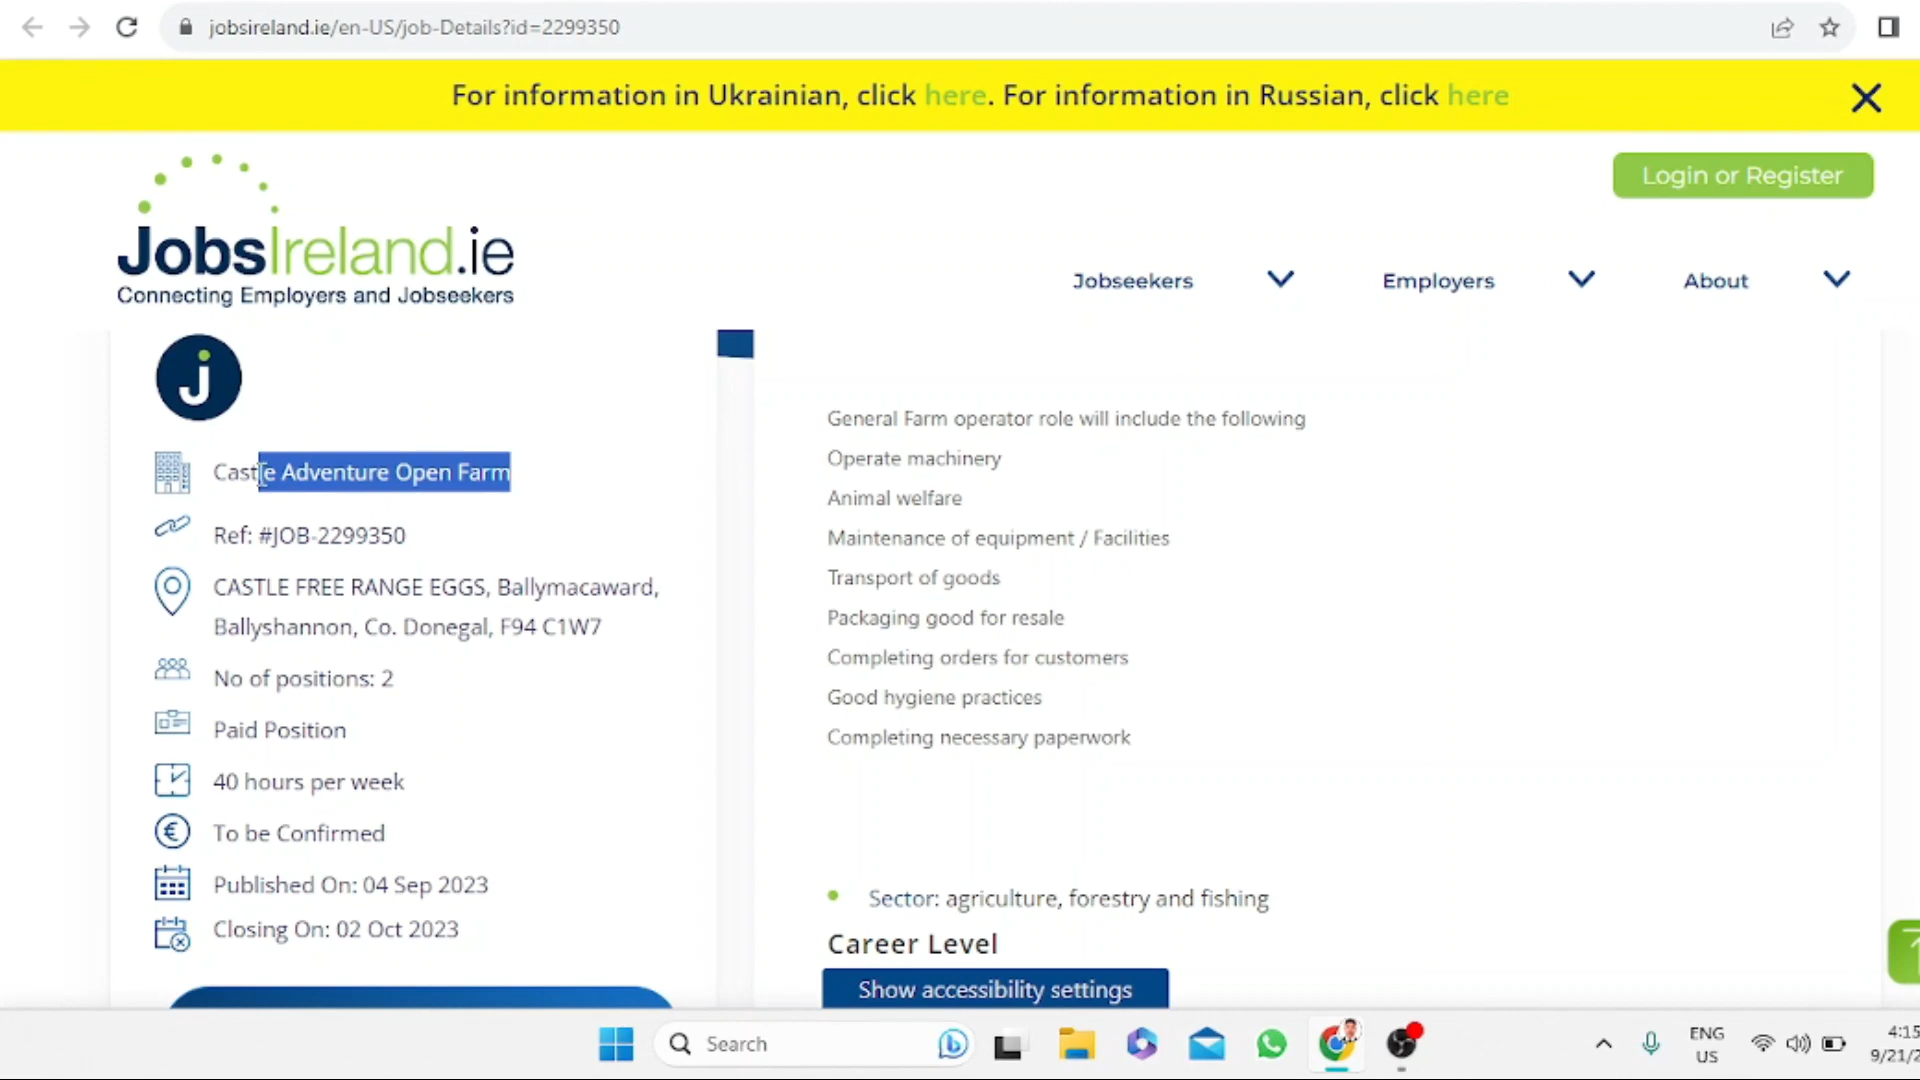 jobsireland.ie/en-US/job-Details?id=2299350
For information in Ukrainian, click here. For information in Russian, click here
Login or Register
JobsIreland.ie
Connecting Employers and Jobseekers
Jobseekers
Employers
About
j
Castle Adventure Open Farm
Ref: #JOB-2299350
CASTLE FREE RANGE EGGS, Ballymacaward,
Ballyshannon, Co. Donegal, F94 C1W7
No of positions: 2
Paid Position
40 hours per week
To be Confirmed
Published On: 04 Sep 2023
Closing On: 02 Oct 2023
General Farm operator role will include the following
Operate machinery
Animal welfare
Maintenance of equipment / Facilities
Transport of goods
Packaging good for resale
Completing orders for customers
Good hygiene practices
Completing necessary paperwork
Sector: agriculture, forestry and fishing
Career Level
Show accessibility settings
Search
ENG
US
4:15
9/21/2